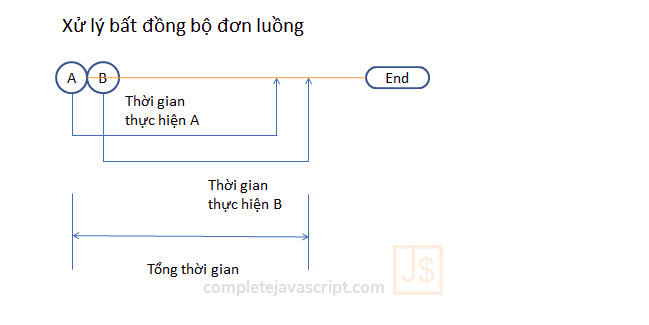 Xử lý bất đồng bộ đơn luồng
A
B
End
Thời gian
thực hiện A
Thời gian
thực hiện B
Tổng thời gian
J$
completejavascript.com